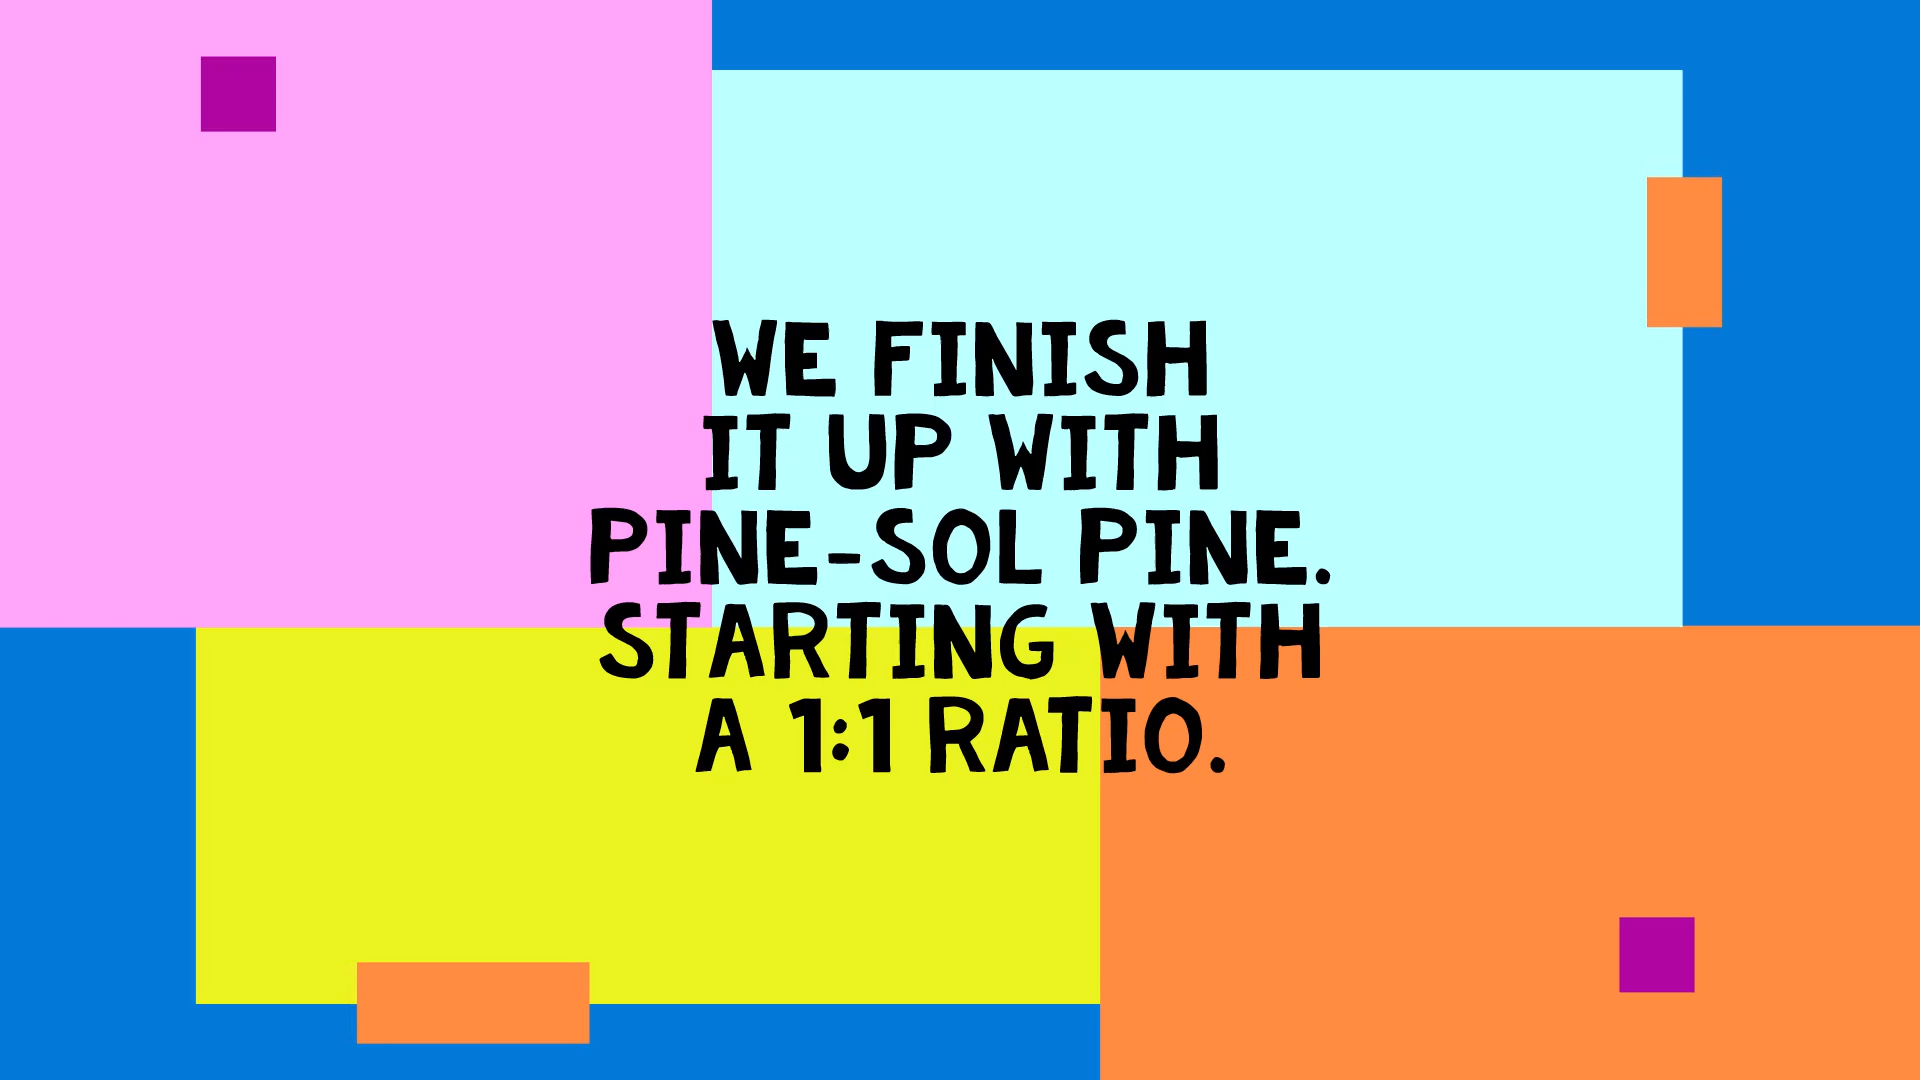 WE FINISH
IT UP WITH
PINE-SOL PINE.
STARTING WITH
A 1:1 RATIO.